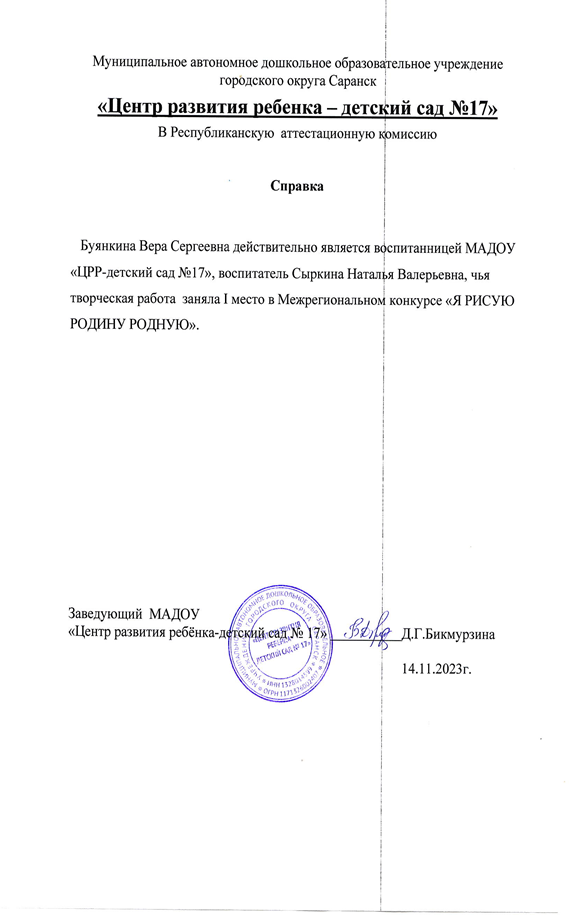 Муниципальное автономное дошкольное образовательное учреждение
городского округа Саранск
«Центр развития ребенка – детский сад №17»
В Республиканскую аттестационную комиссию
Справка
Буянкина Вера Сергеевна действительно является воспитанницей МАДОУ
«ЦРР-детский сад №17», воспитатель Сыркина Наталья Валерьевна, чья
творческая работа заняла I место в Межрегиональном конкурсе «Я РИСУЮ
РОДИНУ РОДНУЮ».
Заведующий МАДОУ
«Центр развития ребёнка-детский сад № 17» Д.Г.Бикмурзина
14.11.2023г.